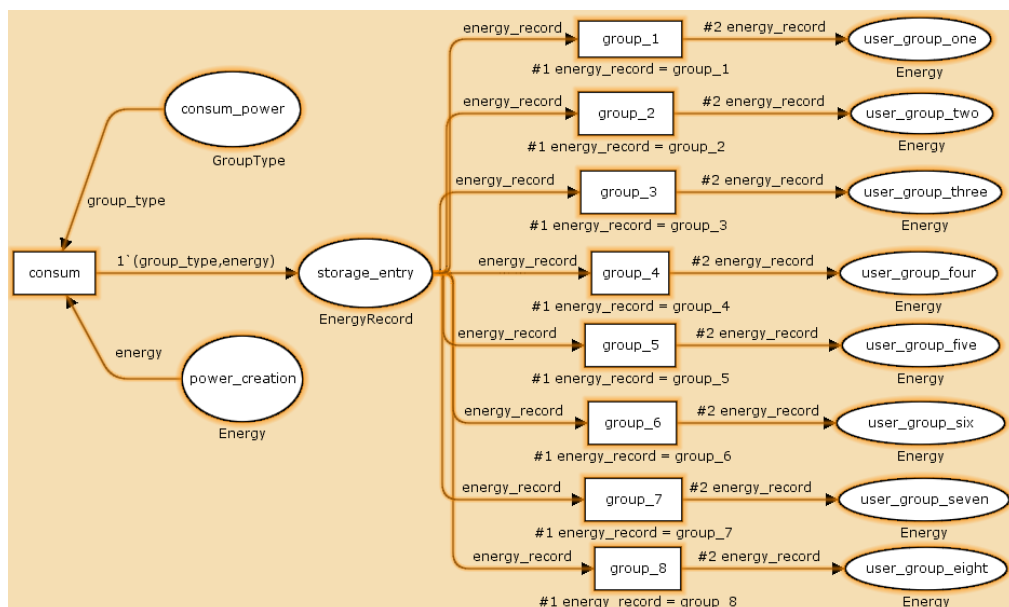 energy_record
group_1
#2 energy_record
user_group_one
#1 energy_record = group_1
Energy
consum_power
GroupType
energy_record
group_2
#2 energy_record
user_group_two
#1 energy_record = group_2
Energy
group_type
energy_record
group_3
#2 energy_record
user_group_three
#1 energy_record = group_3
Energy
consum
1`(group_type,energy)
storage_entry
EnergyRecord
energy_record
group_4
#2 energy_record
user_group_four
#1 energy_record = group_4
Energy
energy
power_creation
Energy
energy_record
group_5
#2 energy_record
user_group_five
#1 energy_record = group_5
Energy
energy_record
group_6
#2 energy_record
user_group_six
#1 energy_record = group_6
Energy
energy_record
group_7
#2 energy_record
user_group_seven
#1 energy_record = group_7
Energy
energy_record
group_8
#2 energy_record
user_group_eight
#1 energy_record = group_8
Energy